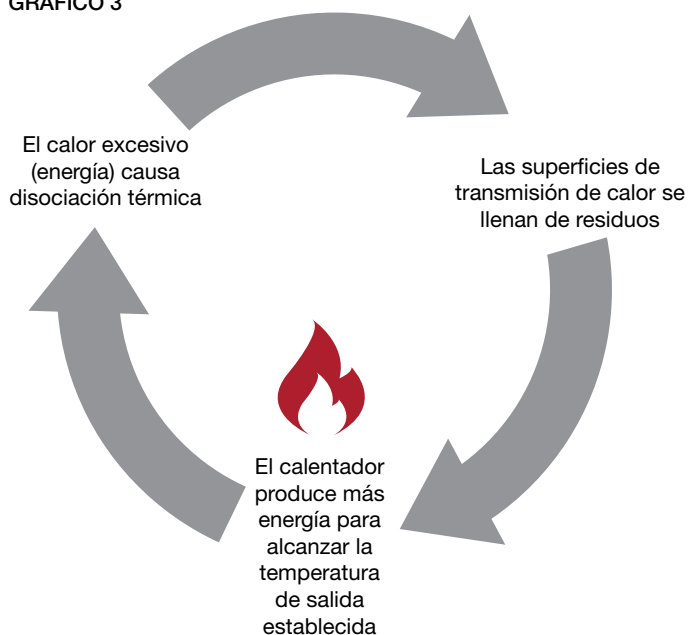 GRÁFICO 3
El calor excesivo
(energía) causa
disociación térmica
Las superficies de
transmisión de calor se
llenan de residuos
El calentador
produce más
energía para
alcanzar la
temperatura
de salida
establecida